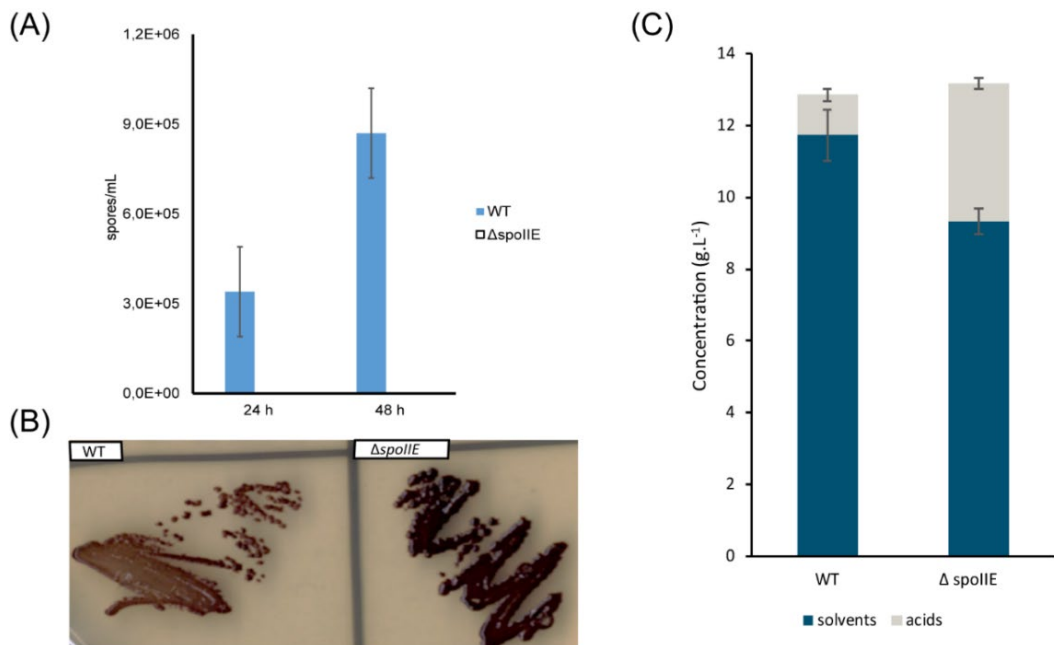 (A)
1,2E+06
9,0E+05
6,0E+05
3,0E+05
0,0E+00
spores/mL
24 h
48 h
WT
ΔspoIIE
(B)
WT
ΔspoIIE
(C)
14
12
10
8
6
4
2
0
Concentration (g.L⁻¹)
WT
Δ spoIIE
solvents
acids